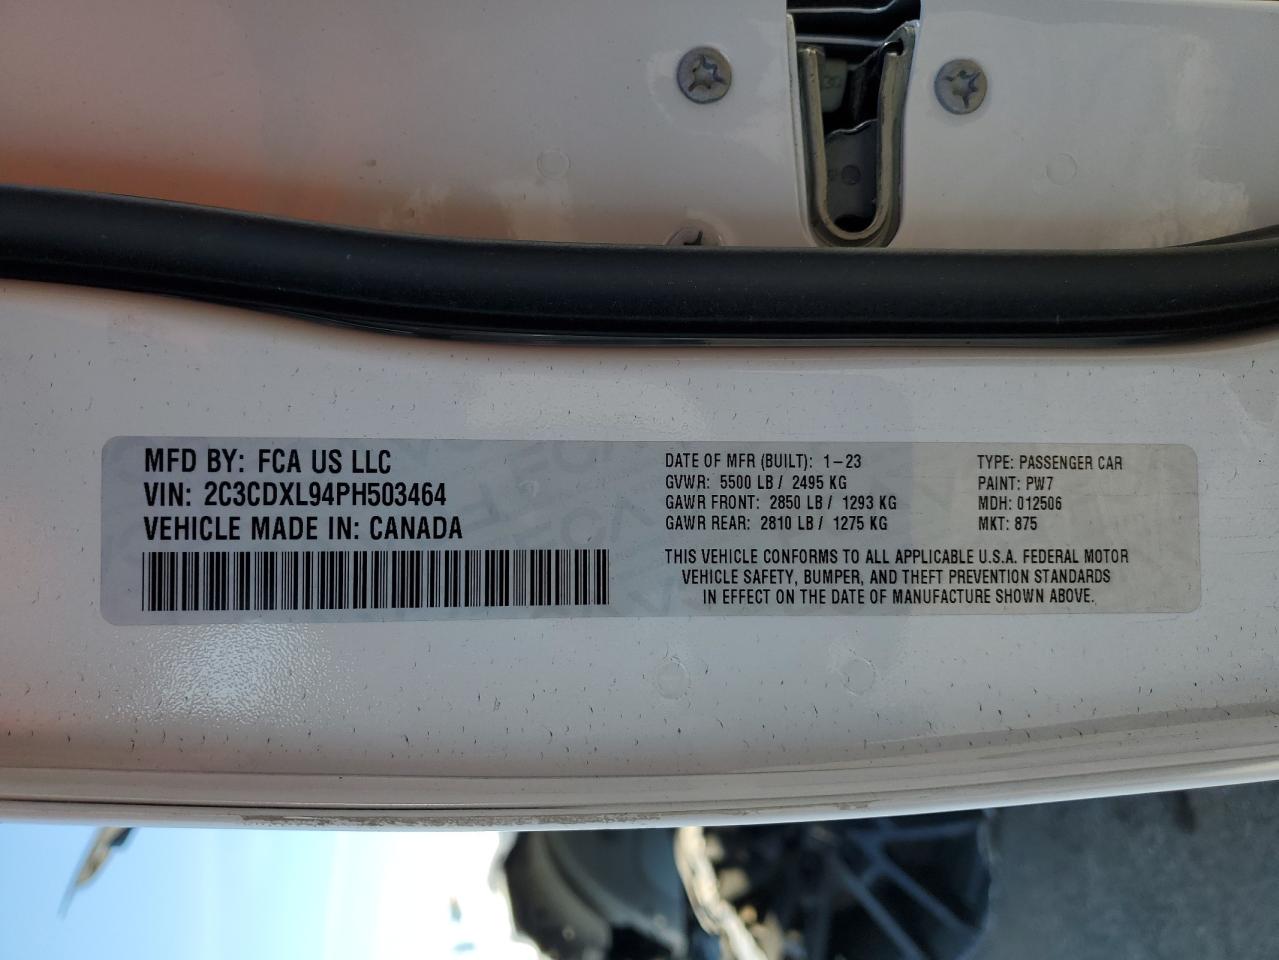 MFD BY: FCA US LLC
VIN: 2C3CDXL94PH503464
VEHICLE MADE IN: CANADA
DATE OF MFR (BUILT): 1-23
GVWR: 5500 LB / 2495 KG
GAWR FRONT: 2850 LB / 1293 KG
GAWR REAR: 2810 LB / 1275 KG
TYPE: PASSENGER CAR
PAINT: PW7
MDH: 012506
MKT: 875
THIS VEHICLE CONFORMS TO ALL APPLICABLE U.S.A. FEDERAL MOTOR
VEHICLE SAFETY, BUMPER, AND THEFT PREVENTION STANDARDS
IN EFFECT ON THE DATE OF MANUFACTURE SHOWN ABOVE.